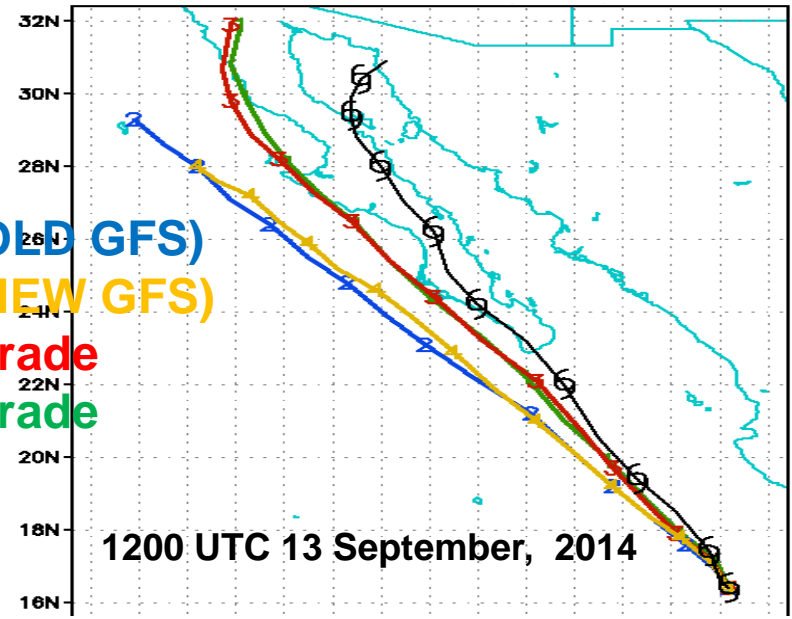 32N
30N
28N
26N
OLD GFS)
NEW GFS)
24N
rade
22N
rade
20N
18N
1200 UTC 13 September, 2014
16N